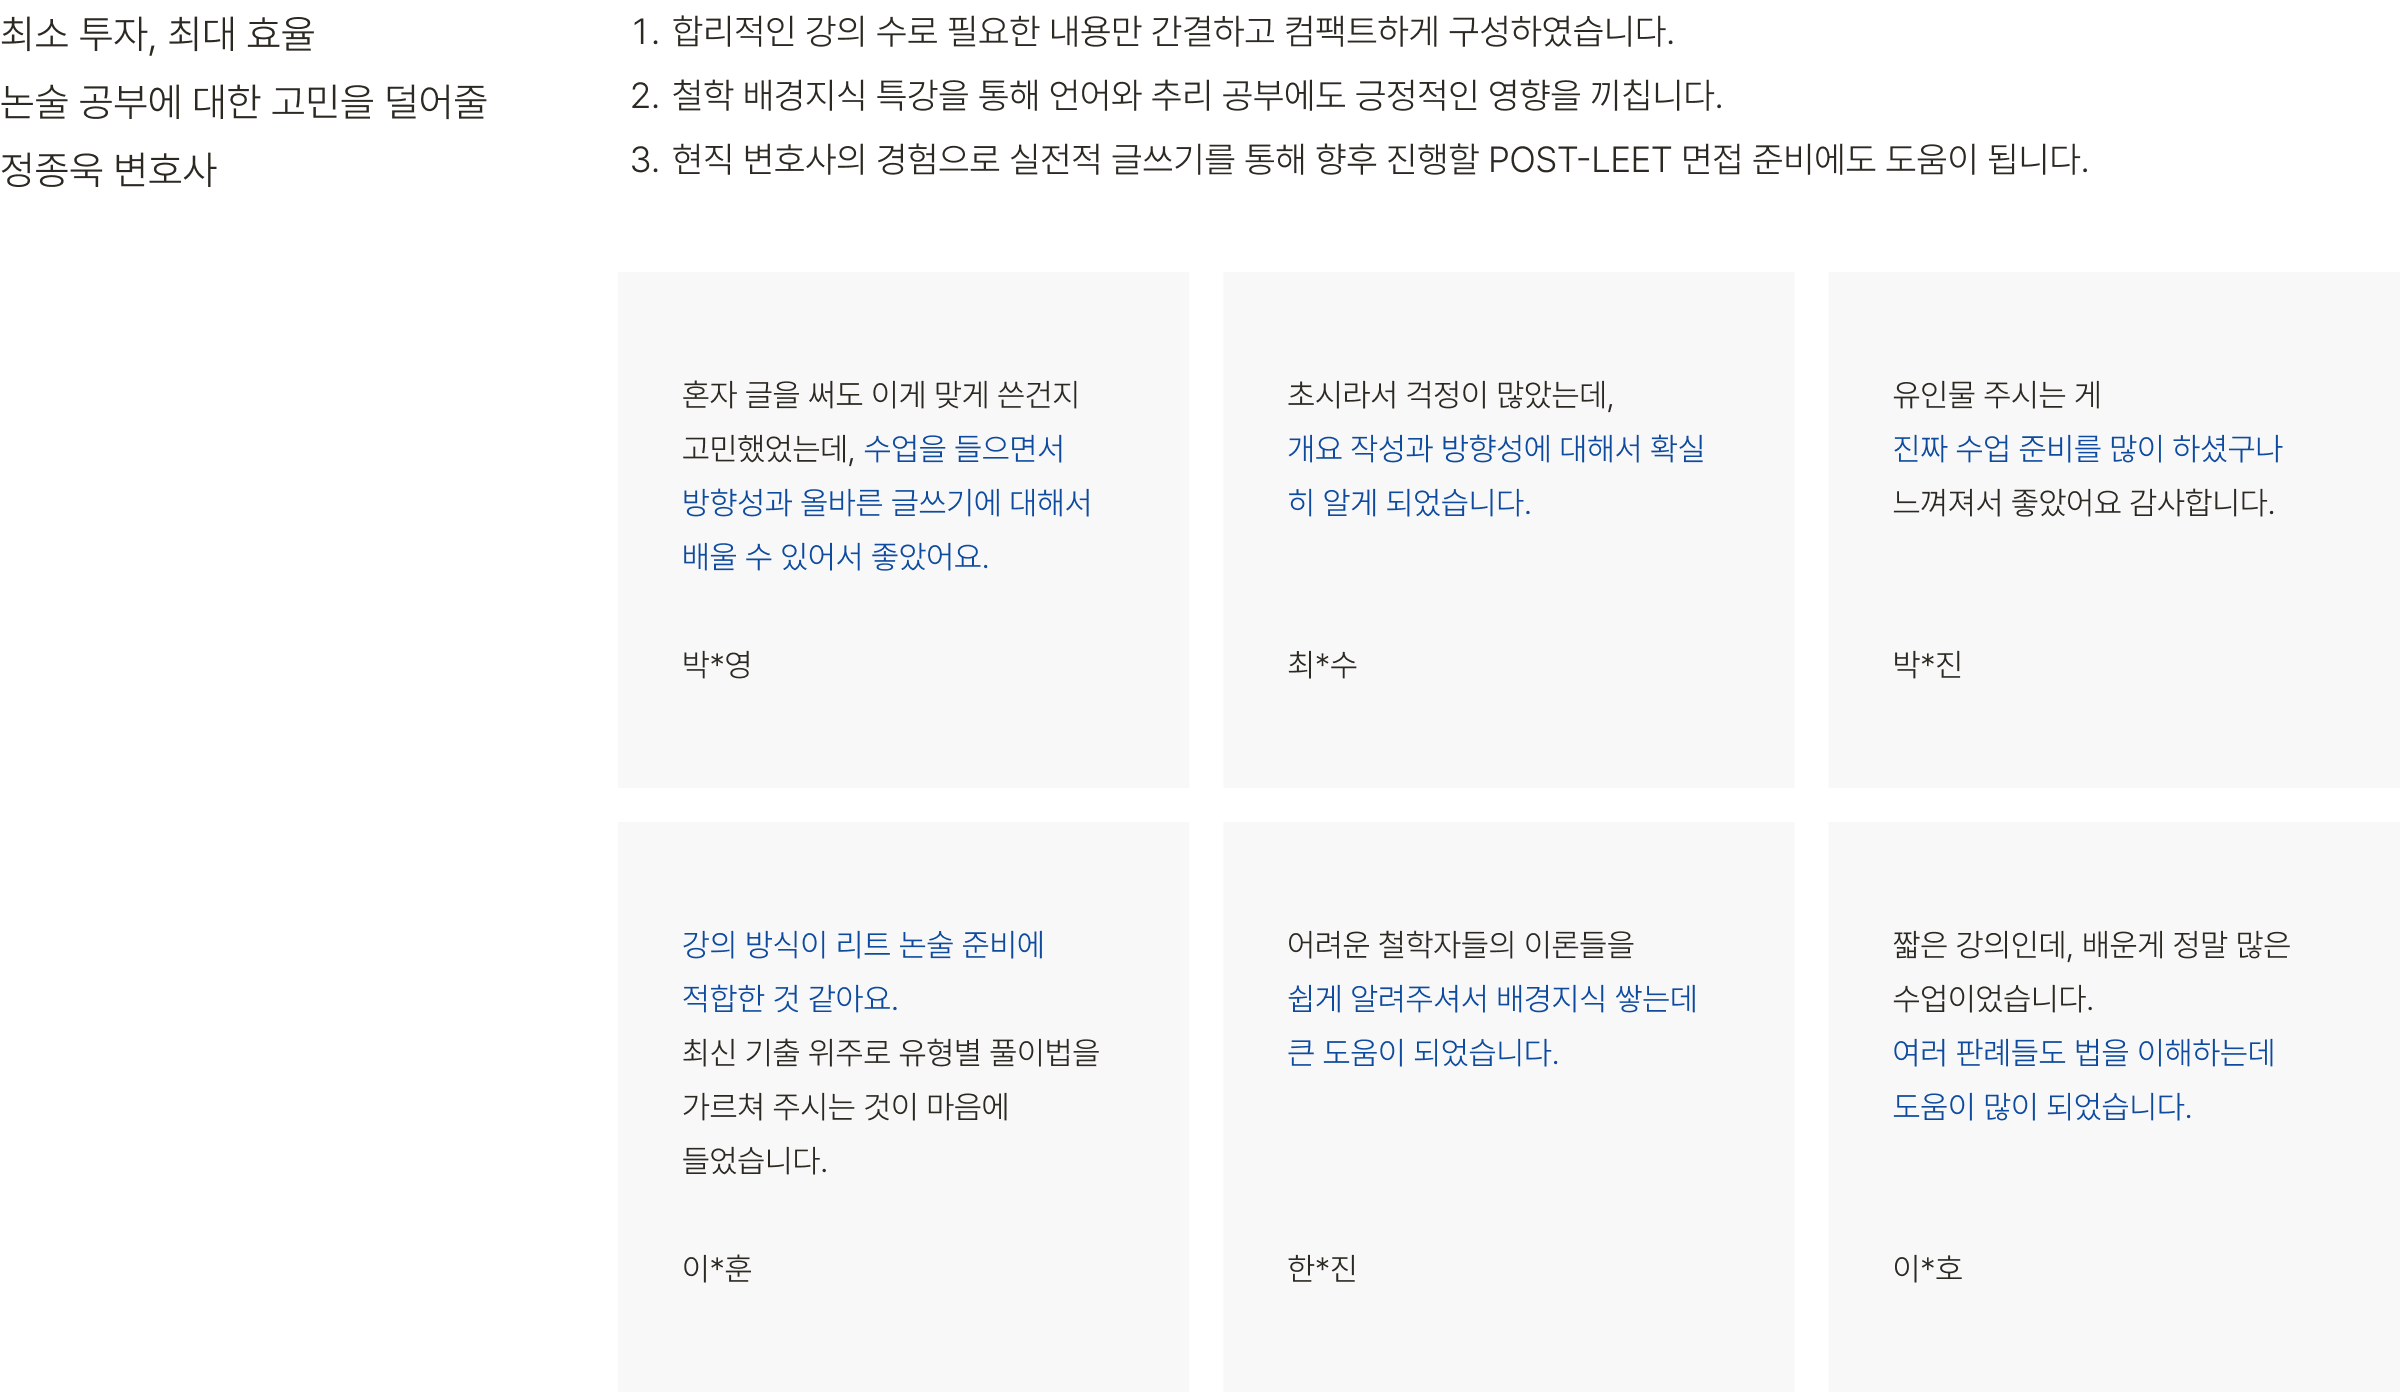 최소 투자, 최대 효율
논술 공부에 대한 고민을 덜어줄
정종욱 변호사
1. 합리적인 강의 수로 필요한 내용만 간결하고 컴팩트하게 구성하였습니다.
2. 철학 배경지식 특강을 통해 언어와 추리 공부에도 긍정적인 영향을 끼칩니다.
3. 현직 변호사의 경험으로 실전적 글쓰기를 통해 향후 진행할 POST-LEET 면접 준비에도 도움이 됩니다.
혼자 글을 써도 이게 맞게 쓴건지
고민했었는데, 수업을 들으면서
방향성과 올바른 글쓰기에 대해서
배울 수 있어서 좋았어요.
박*영
초시라서 걱정이 많았는데,
개요 작성과 방향성에 대해서 확실
히 알게 되었습니다.
최*수
유인물 주시는 게
진짜 수업 준비를 많이 하셨구나
느껴져서 좋았어요 감사합니다.
박*진
강의 방식이 리트 논술 준비에
적합한 것 같아요.
최신 기출 위주로 유형별 풀이법을
가르쳐 주시는 것이 마음에
들었습니다.
이*훈
어려운 철학자들의 이론들을
쉽게 알려주셔서 배경지식 쌓는데
큰 도움이 되었습니다.
한*진
짧은 강의인데, 배운게 정말 많은
수업이었습니다.
여러 판례들도 법을 이해하는데
도움이 많이 되었습니다.
이*호